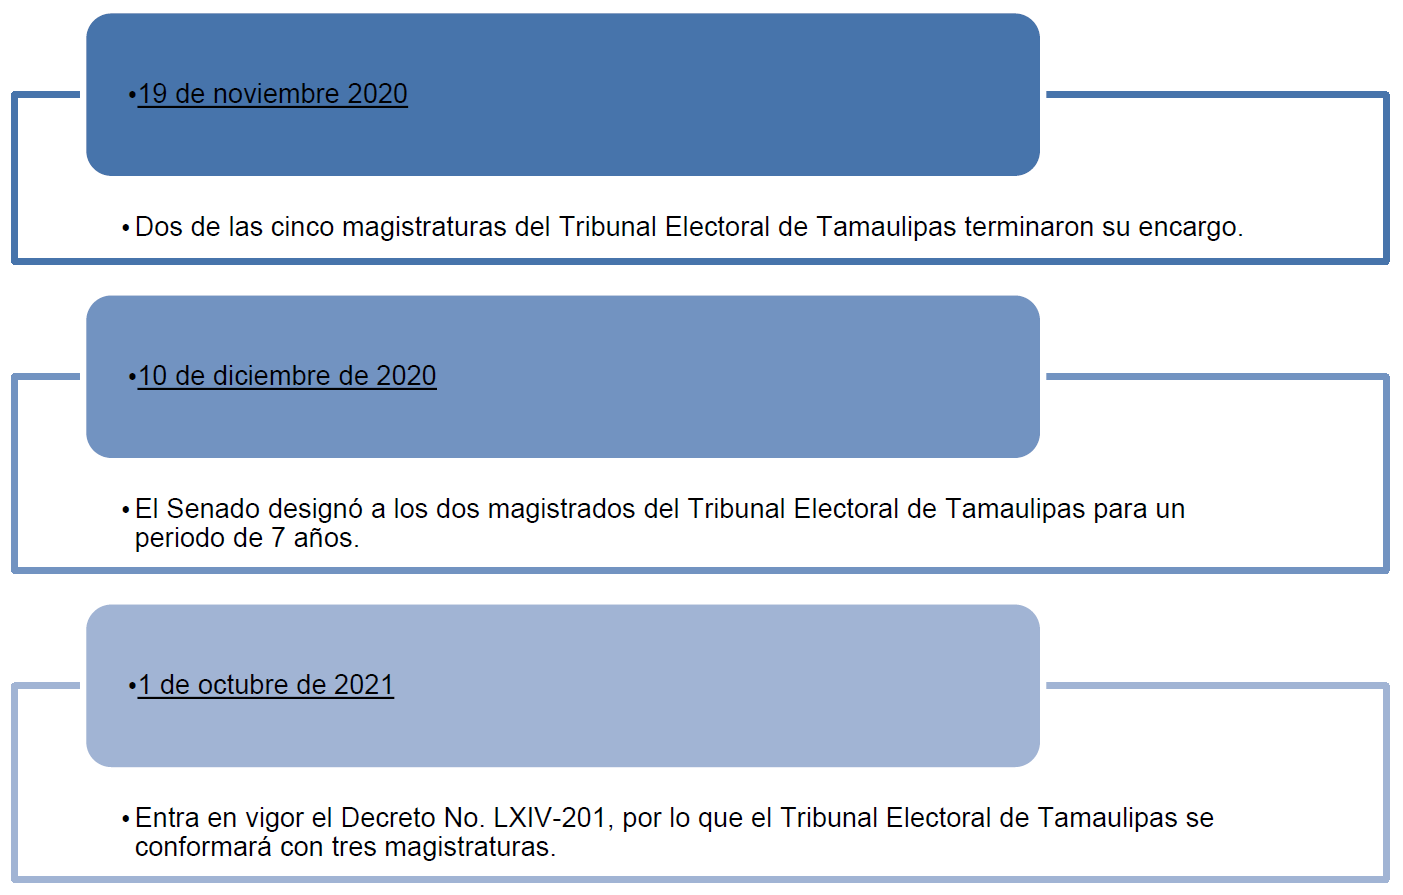 •19 de noviembre 2020
• Dos de las cinco magistraturas del Tribunal Electoral de Tamaulipas terminaron su encargo.
•10 de diciembre de 2020
• El Senado designó a los dos magistrados del Tribunal Electoral de Tamaulipas para un
periodo de 7 años.
•1 de octubre de 2021
• Entra en vigor el Decreto No. LXIV-201, por lo que el Tribunal Electoral de Tamaulipas se
conformará con tres magistraturas.